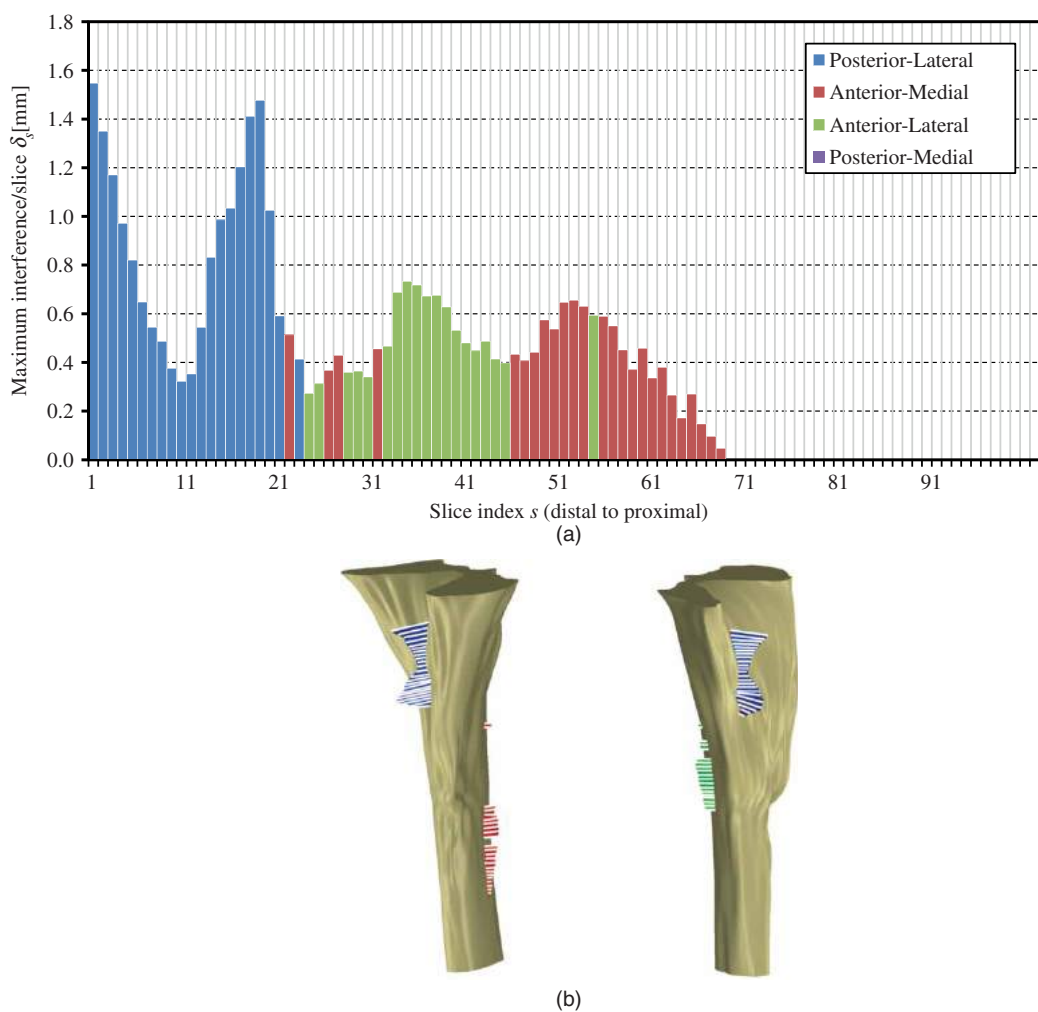 1.8
1.6
1.4
1.2
1.0
0.8
0.6
0.4
0.2
0.0
Maximum interference/slice δs[mm]
Posterior-Lateral
Anterior-Medial
Anterior-Lateral
Posterior-Medial
1 11 21 31 41 51 61 71 81 91
Slice index s (distal to proximal)
(a)
(b)